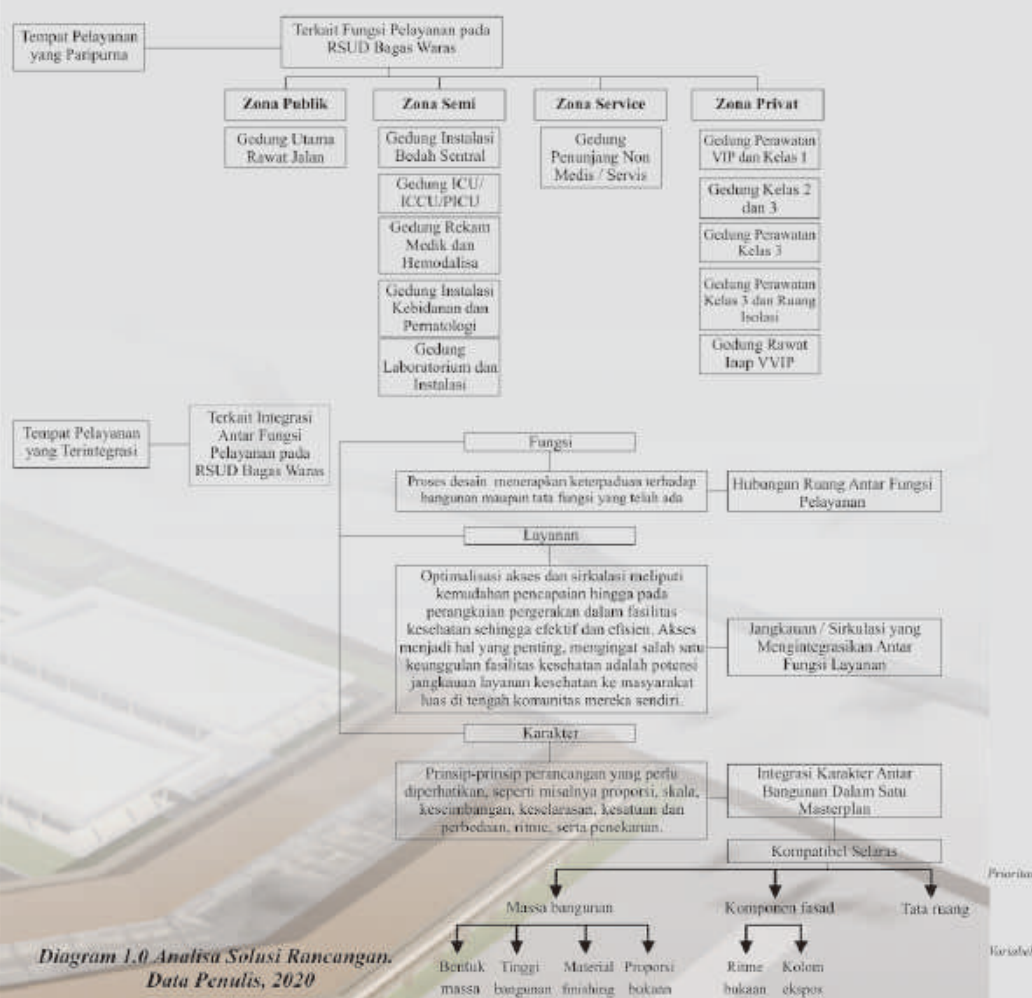 Tempat Pelayanan
yang Paripurna
Terkait Fungsi Pelayanan pada
RSUD Bagas Waras
Zona Publik
Gedung Utama
Rawat Jalan
Zona Semi
Gedung Instalasi
Bedah Sentral
Gedung ICU/
ICCU/PICU
Gedung Rekam
Medik dan
Hemodalisa
Gedung Instalasi
Kebidanan dan
Pernatologi
Gedung
Laboratorium dan
Instalasi
Zona Service
Gedung
Penunjang Non
Medis / Servis
Zona Privat
Gedung Perawatan
VIP dan Kelas 1
Gedung Kelas 2
dan 3
Gedung Perawatan
Kelas 3
Gedung Perawatan
Kelas 3 dan Ruang
Isolasi
Gedung Rawat
Inap VVIP
Tempat Pelayanan
yang Terintegrasi
Terkait Integrasi
Antar Fungsi
Pelayanan pada
RSUD Bagas Waras
Fungsi
Proses desain menerapkan keterpaduan terhadap
bangunan maupun tata fungsi yang telah ada
Hubungan Ruang Antar Fungsi
Pelayanan
Layanan
Optimalisasi akses dan sirkulasi meliputi
kemudahan pencapaian hingga pada
perangkaian pergerakan dalam fasilitas
kesehatan sehingga efektif dan efisien. Akses
menjadi hal yang penting, mengingat salah satu
keunggulan fasilitas kesehatan adalah potensi
jangkauan layanan kesehatan ke masyarakat
luas di tengah komunitas mereka sendiri.
Jangkauan / Sirkulasi yang
Mengintegrasikan Antar
Fungsi Layanan
Karakter
Prinsip-prinsip perancangan yang perlu
diperhatikan, seperti misalnya proporsi, skala,
keseimbangan, keselarasan, kesatuan dan
perbedaan, ritme, serta penekanan.
Integrasi Karakter Antar
Bangunan Dalam Satu
Masterplan
Kompatibel Selaras
Prioritas
Massa bangunan
Komponen fasad
Tata ruang
Variabel
Bentuk
massa
Tinggi
bangunan
Material
finishing
Proporsi
bukaan
Ritme
bukaan
Kolom
ekspos
Diagram 1.0 Analisa Solusi Rancangan.
Data Penulis, 2020